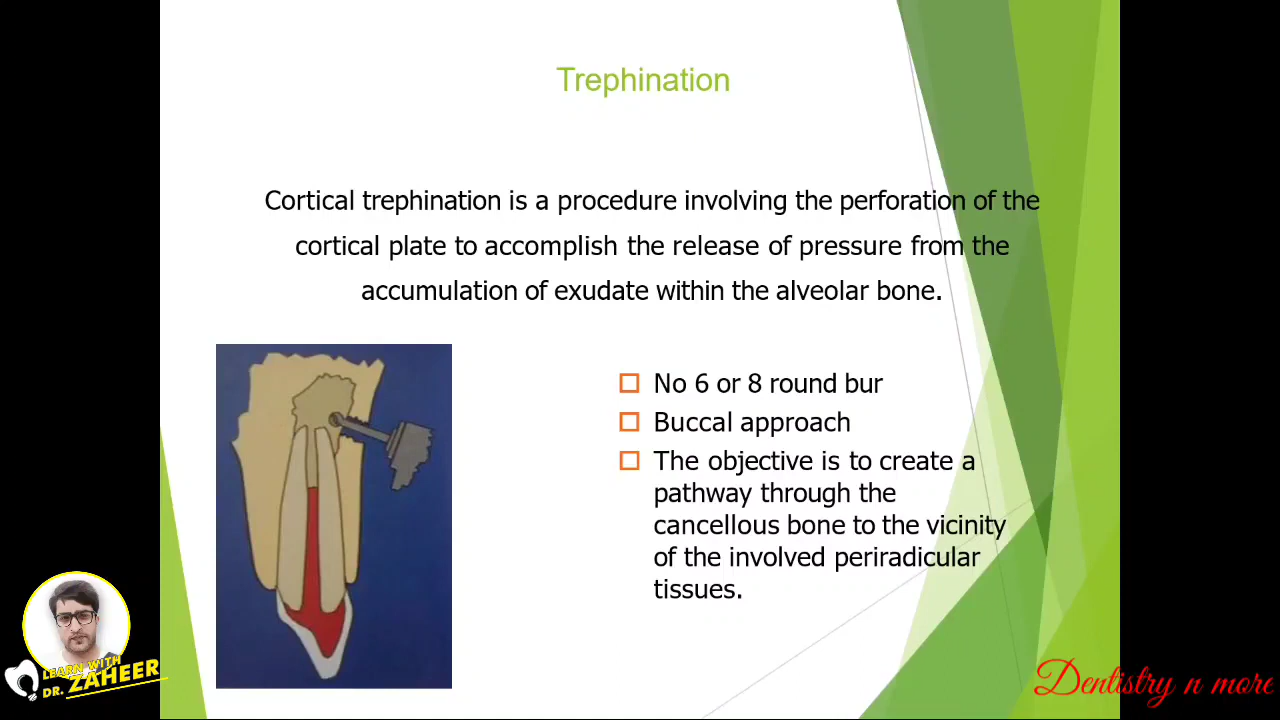 Trephination
Cortical trephination is a procedure involving the perforation of the
cortical plate to accomplish the release of pressure from the
accumulation of exudate within the alveolar bone.
No 6 or 8 round bur
Buccal approach
The objective is to create a
pathway through the
cancellous bone to the vicinity
of the involved periradicular
tissues.
LEARN WITH
DR. ZAHEER
Dentistry n more